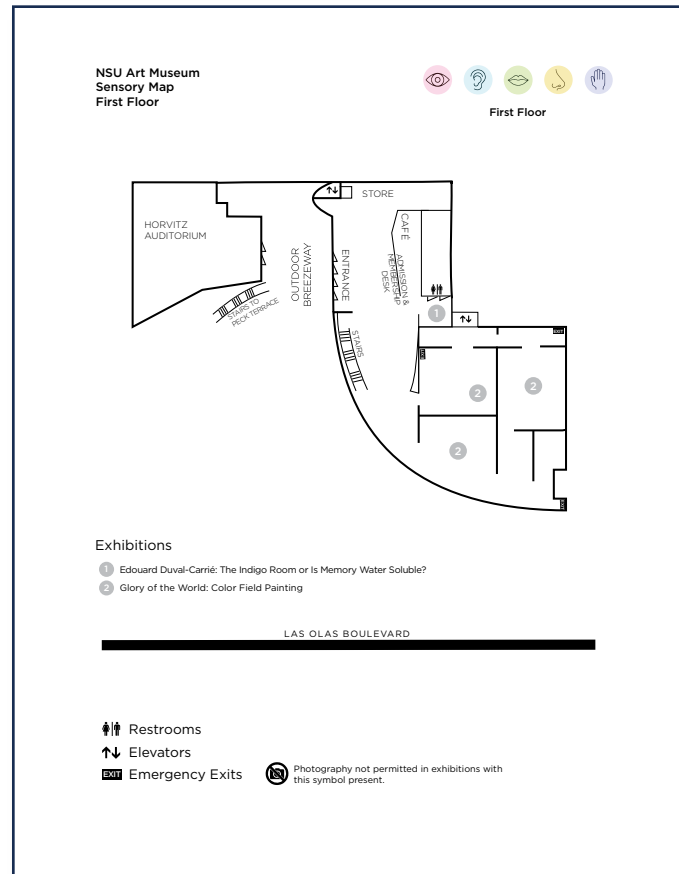 NSU Art Museum
Sensory Map
First Floor
First Floor
STORE
HORVITZ
AUDITORIUM
CAFÉ
OUTDOOR
BREEZEWAY
ENTRANCE
ADMISSION &
MEMBERSHIP
DESK
STAIRS TO
PECK TERRACE
STAIRS
1
EXIT
EXIT
2
2
2
EXIT
Exhibitions
1 Edouard Duval-Carrié: The Indigo Room or Is Memory Water Soluble?
2 Glory of the World: Color Field Painting
LAS OLAS BOULEVARD
Restrooms
Elevators
EXIT Emergency Exits
Photography not permitted in exhibitions with
this symbol present.